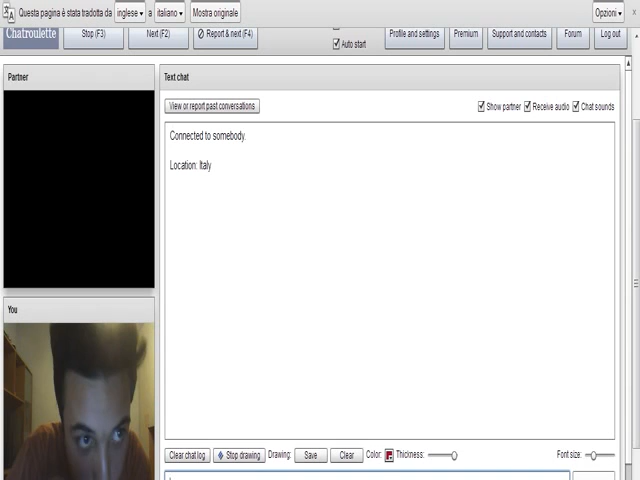 Questa pagina è stata tradotta da inglese a italiano Mostra originale Opzioni x
Chatroulette Stop (F3) Next (F2) Report & next (F4) Auto start Profile and settings Premium Support and contacts Forum Log out
Partner
Text chat
View or report past conversations Show partner Receive audio Chat sounds
Connected to somebody.
Location: Italy
You
Clear chat log Stop drawing Drawing: Save Clear Color: Thickness: Font size: